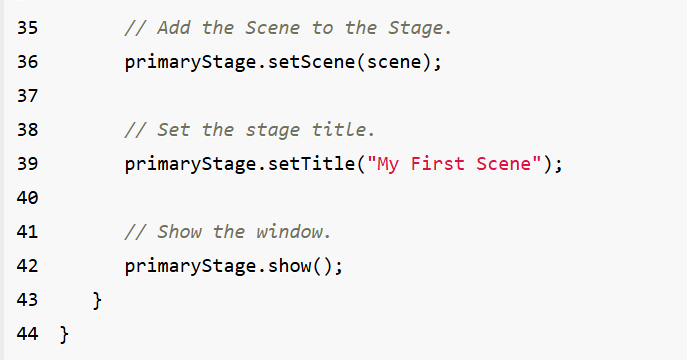 35 // Add the Scene to the Stage.
36 primaryStage.setScene(scene);
37
38 // Set the stage title.
39 primaryStage.setTitle("My First Scene");
40
41 // Show the window.
42 primaryStage.show();
43 }
44 }